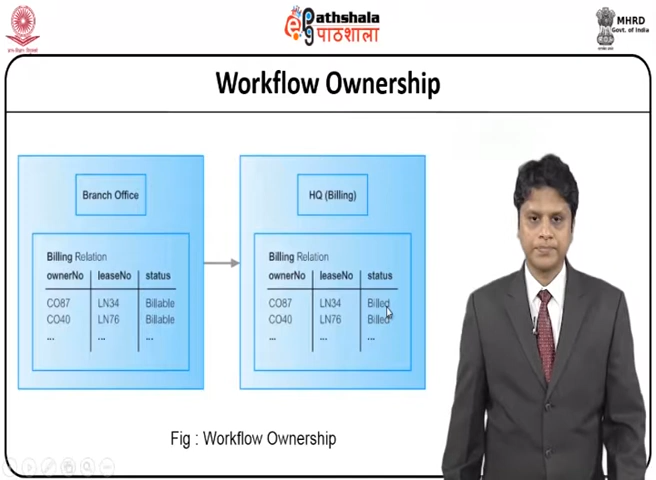 Pathshala
पाठशाला
MHRD
Govt. of India
Workflow Ownership
Branch Office
Billing Relation
ownerNo leaseNo status
CO87 LN34 Billable
CO40 LN76 Billable
... ... ...
HQ (Billing)
Billing Relation
ownerNo leaseNo status
CO87 LN34 Billed
CO40 LN76 Billed
... ... ...
Fig : Workflow Ownership